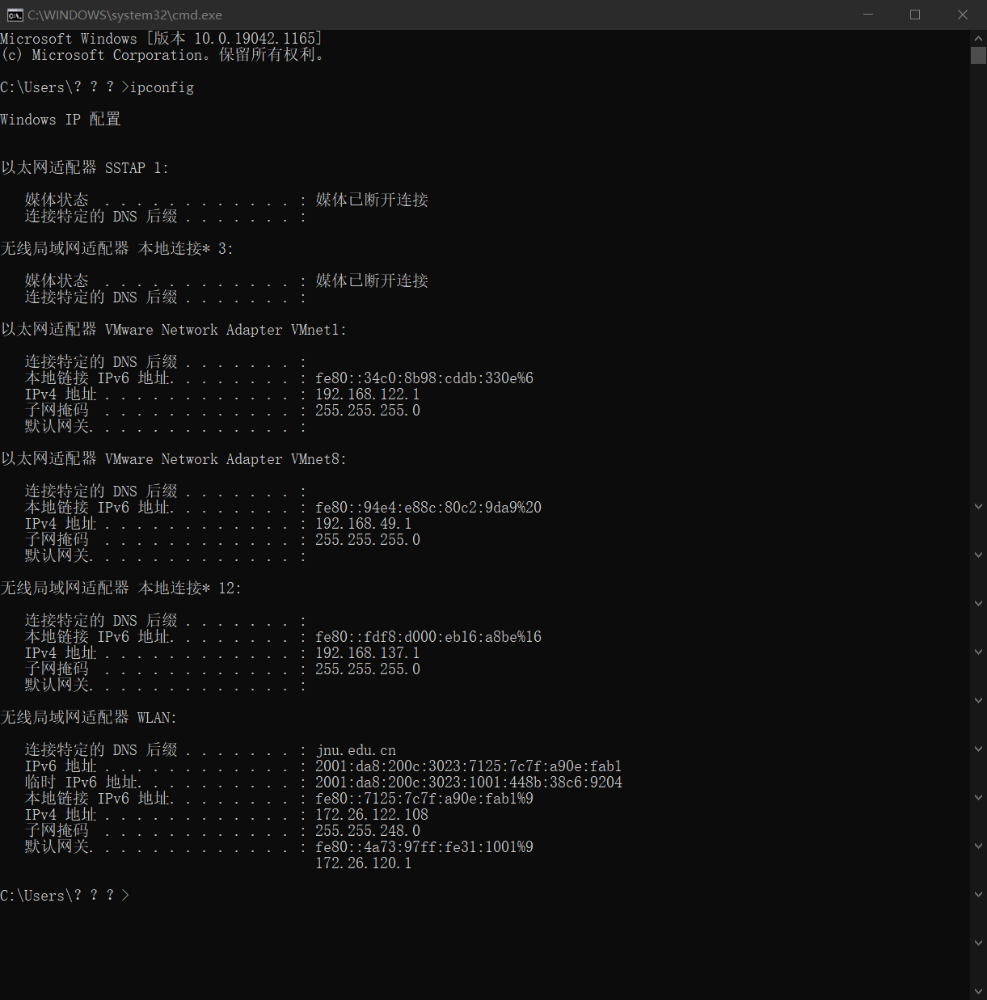 C:\WINDOWS\system32\cmd.exe
Microsoft Windows [版本 10.0.19042.1165]
(c) Microsoft Corporation。保留所有权利。
C:\Users\？？？>ipconfig
Windows IP 配置
以太网适配器 SSTAP 1:
媒体状态  . . . . . . . . . . . . : 媒体已断开连接
连接特定的 DNS 后缀 . . . . . . . :
无线局域网适配器 本地连接* 3:
媒体状态  . . . . . . . . . . . . : 媒体已断开连接
连接特定的 DNS 后缀 . . . . . . . :
以太网适配器 VMware Network Adapter VMnet1:
连接特定的 DNS 后缀 . . . . . . . :
本地链接 IPv6 地址. . . . . . . . : fe80::34c0:8b98:cddb:330e%6
IPv4 地址 . . . . . . . . . . . . : 192.168.122.1
子网掩码  . . . . . . . . . . . . : 255.255.255.0
默认网关. . . . . . . . . . . . . :
以太网适配器 VMware Network Adapter VMnet8:
连接特定的 DNS 后缀 . . . . . . . :
本地链接 IPv6 地址. . . . . . . . : fe80::94e4:e88c:80c2:9da9%20
IPv4 地址 . . . . . . . . . . . . : 192.168.49.1
子网掩码  . . . . . . . . . . . . : 255.255.255.0
默认网关. . . . . . . . . . . . . :
无线局域网适配器 本地连接* 12:
连接特定的 DNS 后缀 . . . . . . . :
本地链接 IPv6 地址. . . . . . . . : fe80::fdf8:d000:eb16:a8be%16
IPv4 地址 . . . . . . . . . . . . : 192.168.137.1
子网掩码  . . . . . . . . . . . . : 255.255.255.0
默认网关. . . . . . . . . . . . . :
无线局域网适配器 WLAN:
连接特定的 DNS 后缀 . . . . . . . : jnu.edu.cn
IPv6 地址 . . . . . . . . . . . . : 2001:da8:200c:3023:7125:7c7f:a90e:fab1
临时 IPv6 地址. . . . . . . . . . : 2001:da8:200c:3023:1001:448b:38c6:9204
本地链接 IPv6 地址. . . . . . . . : fe80::7125:7c7f:a90e:fab1%9
IPv4 地址 . . . . . . . . . . . . : 172.26.122.108
子网掩码  . . . . . . . . . . . . : 255.255.248.0
默认网关. . . . . . . . . . . . . : fe80::4a73:97ff:fe31:1001%9
172.26.120.1
C:\Users\？？？>